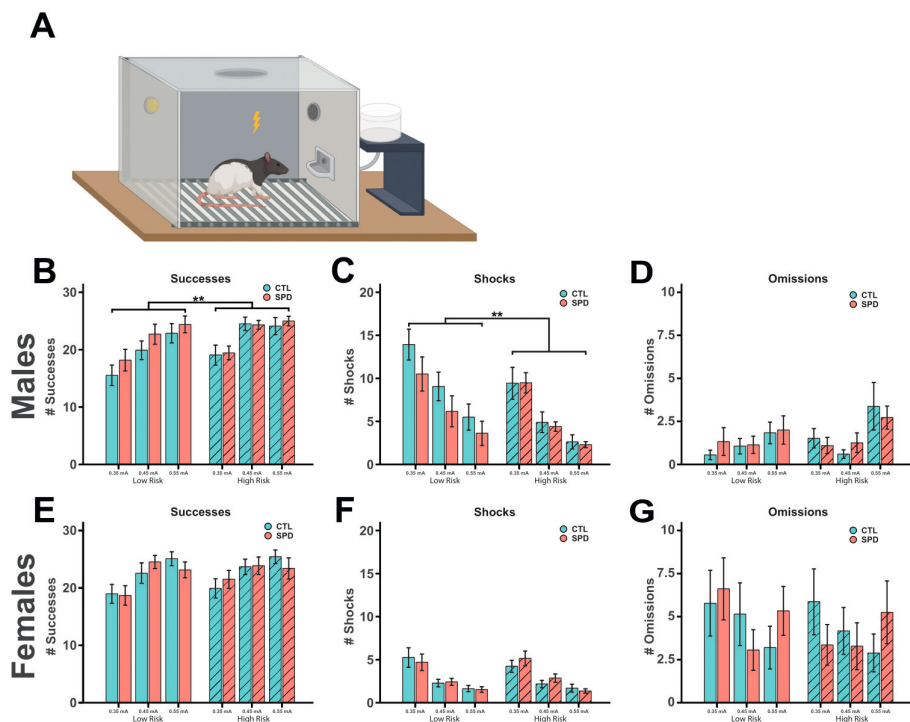 A
B
Successes
CTL
SPD
**
Males
# Successes
30
20
10
0
0.35 mA 0.45 mA 0.55 mA 0.35 mA 0.45 mA 0.55 mA
Low Risk High Risk
C
Shocks
CTL
SPD
**
# Shocks
20
15
10
5
0
0.35 mA 0.45 mA 0.55 mA 0.35 mA 0.45 mA 0.55 mA
Low Risk High Risk
D
Omissions
CTL
SPD
# Omissions
10
7.5
5
2.5
0
0.35 mA 0.45 mA 0.55 mA 0.35 mA 0.45 mA 0.55 mA
Low Risk High Risk
E
Successes
CTL
SPD
Females
# Successes
30
20
10
0
0.35 mA 0.45 mA 0.55 mA 0.35 mA 0.45 mA 0.55 mA
Low Risk High Risk
F
Shocks
CTL
SPD
# Shocks
20
15
10
5
0
0.35 mA 0.45 mA 0.55 mA 0.35 mA 0.45 mA 0.55 mA
Low Risk High Risk
G
Omissions
CTL
SPD
# Omissions
10
7.5
5
2.5
0
0.35 mA 0.45 mA 0.55 mA 0.35 mA 0.45 mA 0.55 mA
Low Risk High Risk